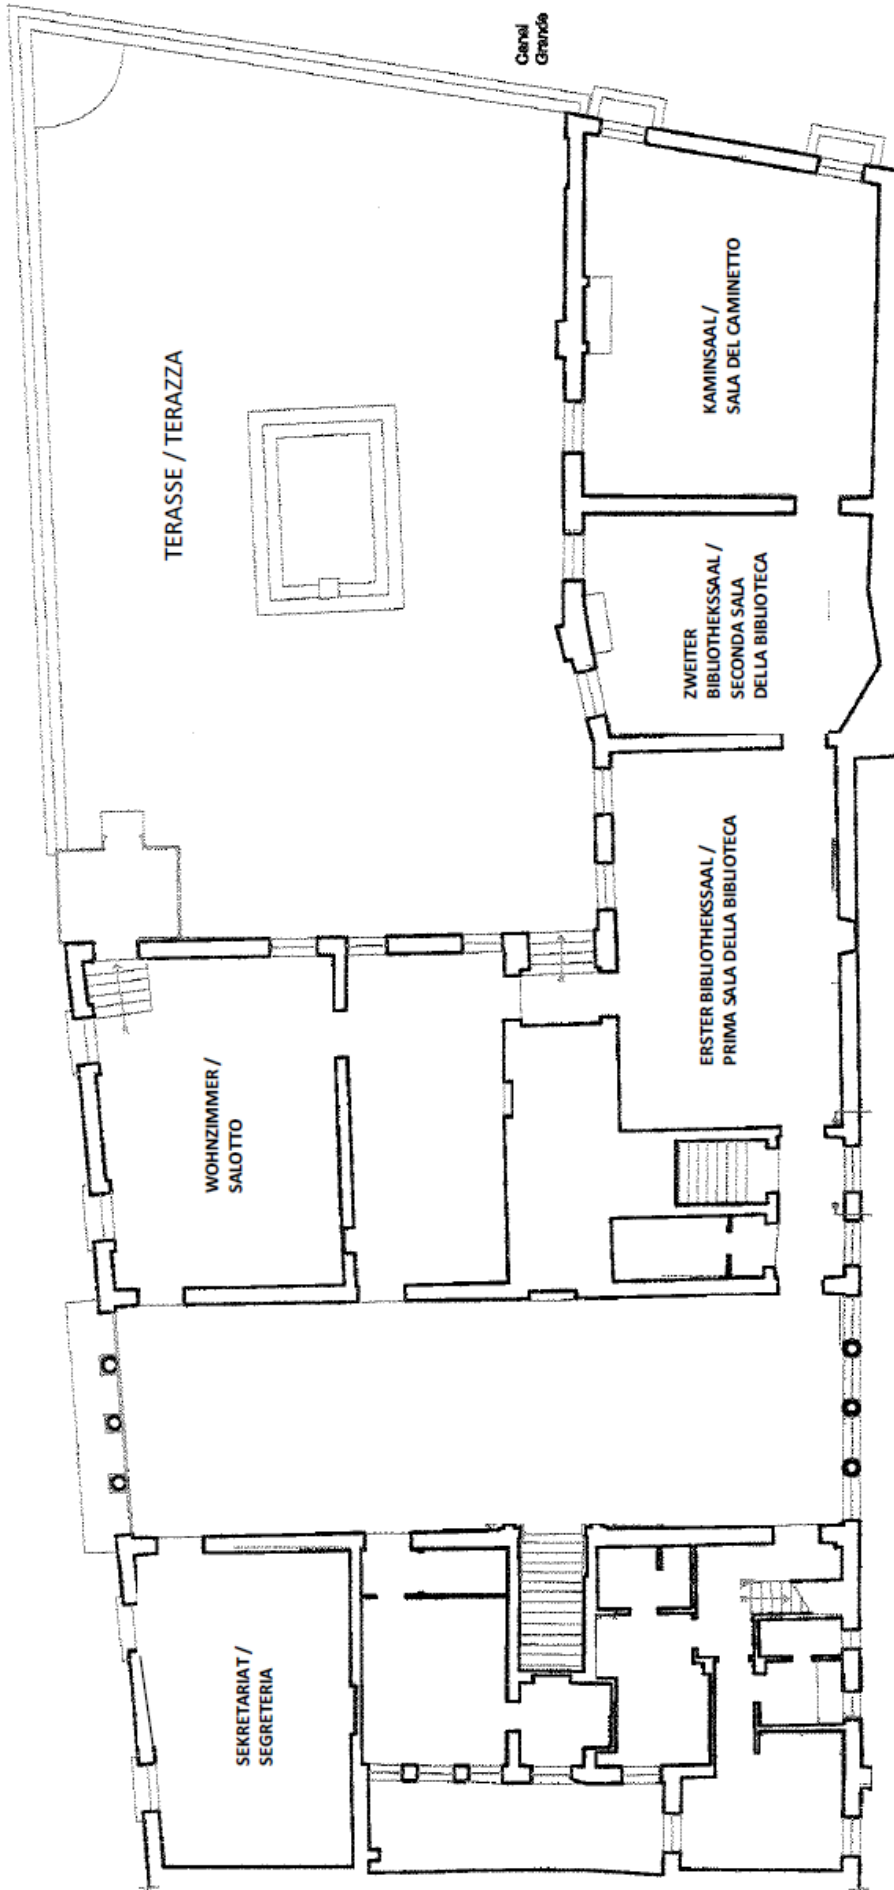 Canal
Grande
TERASSE / TERAZZA
KAMINSAAL /
SALA DEL CAMINETTO
ZWEITER
BIBLIOTHEKSSAAL /
SECONDA SALA
DELLA BIBLIOTECA
ERSTER BIBLIOTHEKSSAAL /
PRIMA SALA DELLA BIBLIOTECA
WOHNZIMMER /
SALOTTO
SEKRETARIAT /
SEGRETERIA